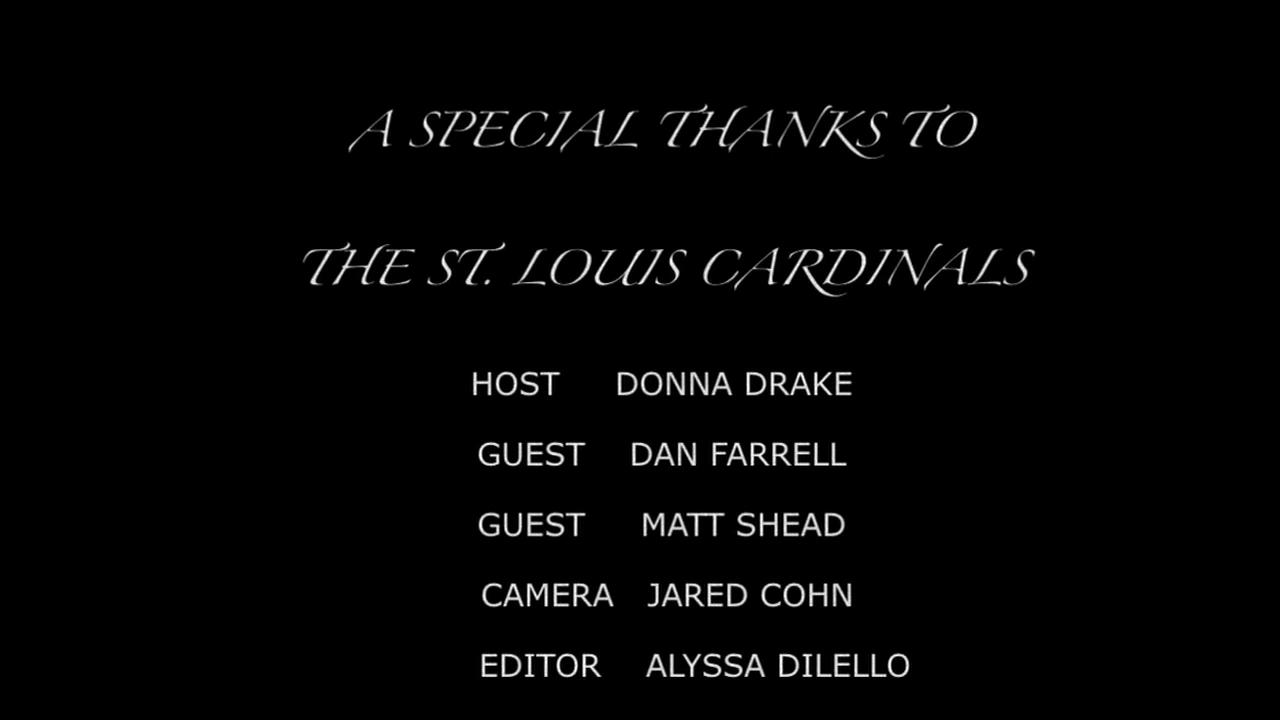 A SPECIAL THANKS TO
THE ST. LOUIS CARDINALS
HOST DONNA DRAKE
GUEST DAN FARRELL
GUEST MATT SHEAD
CAMERA JARED COHN
EDITOR ALYSSA DILELLO